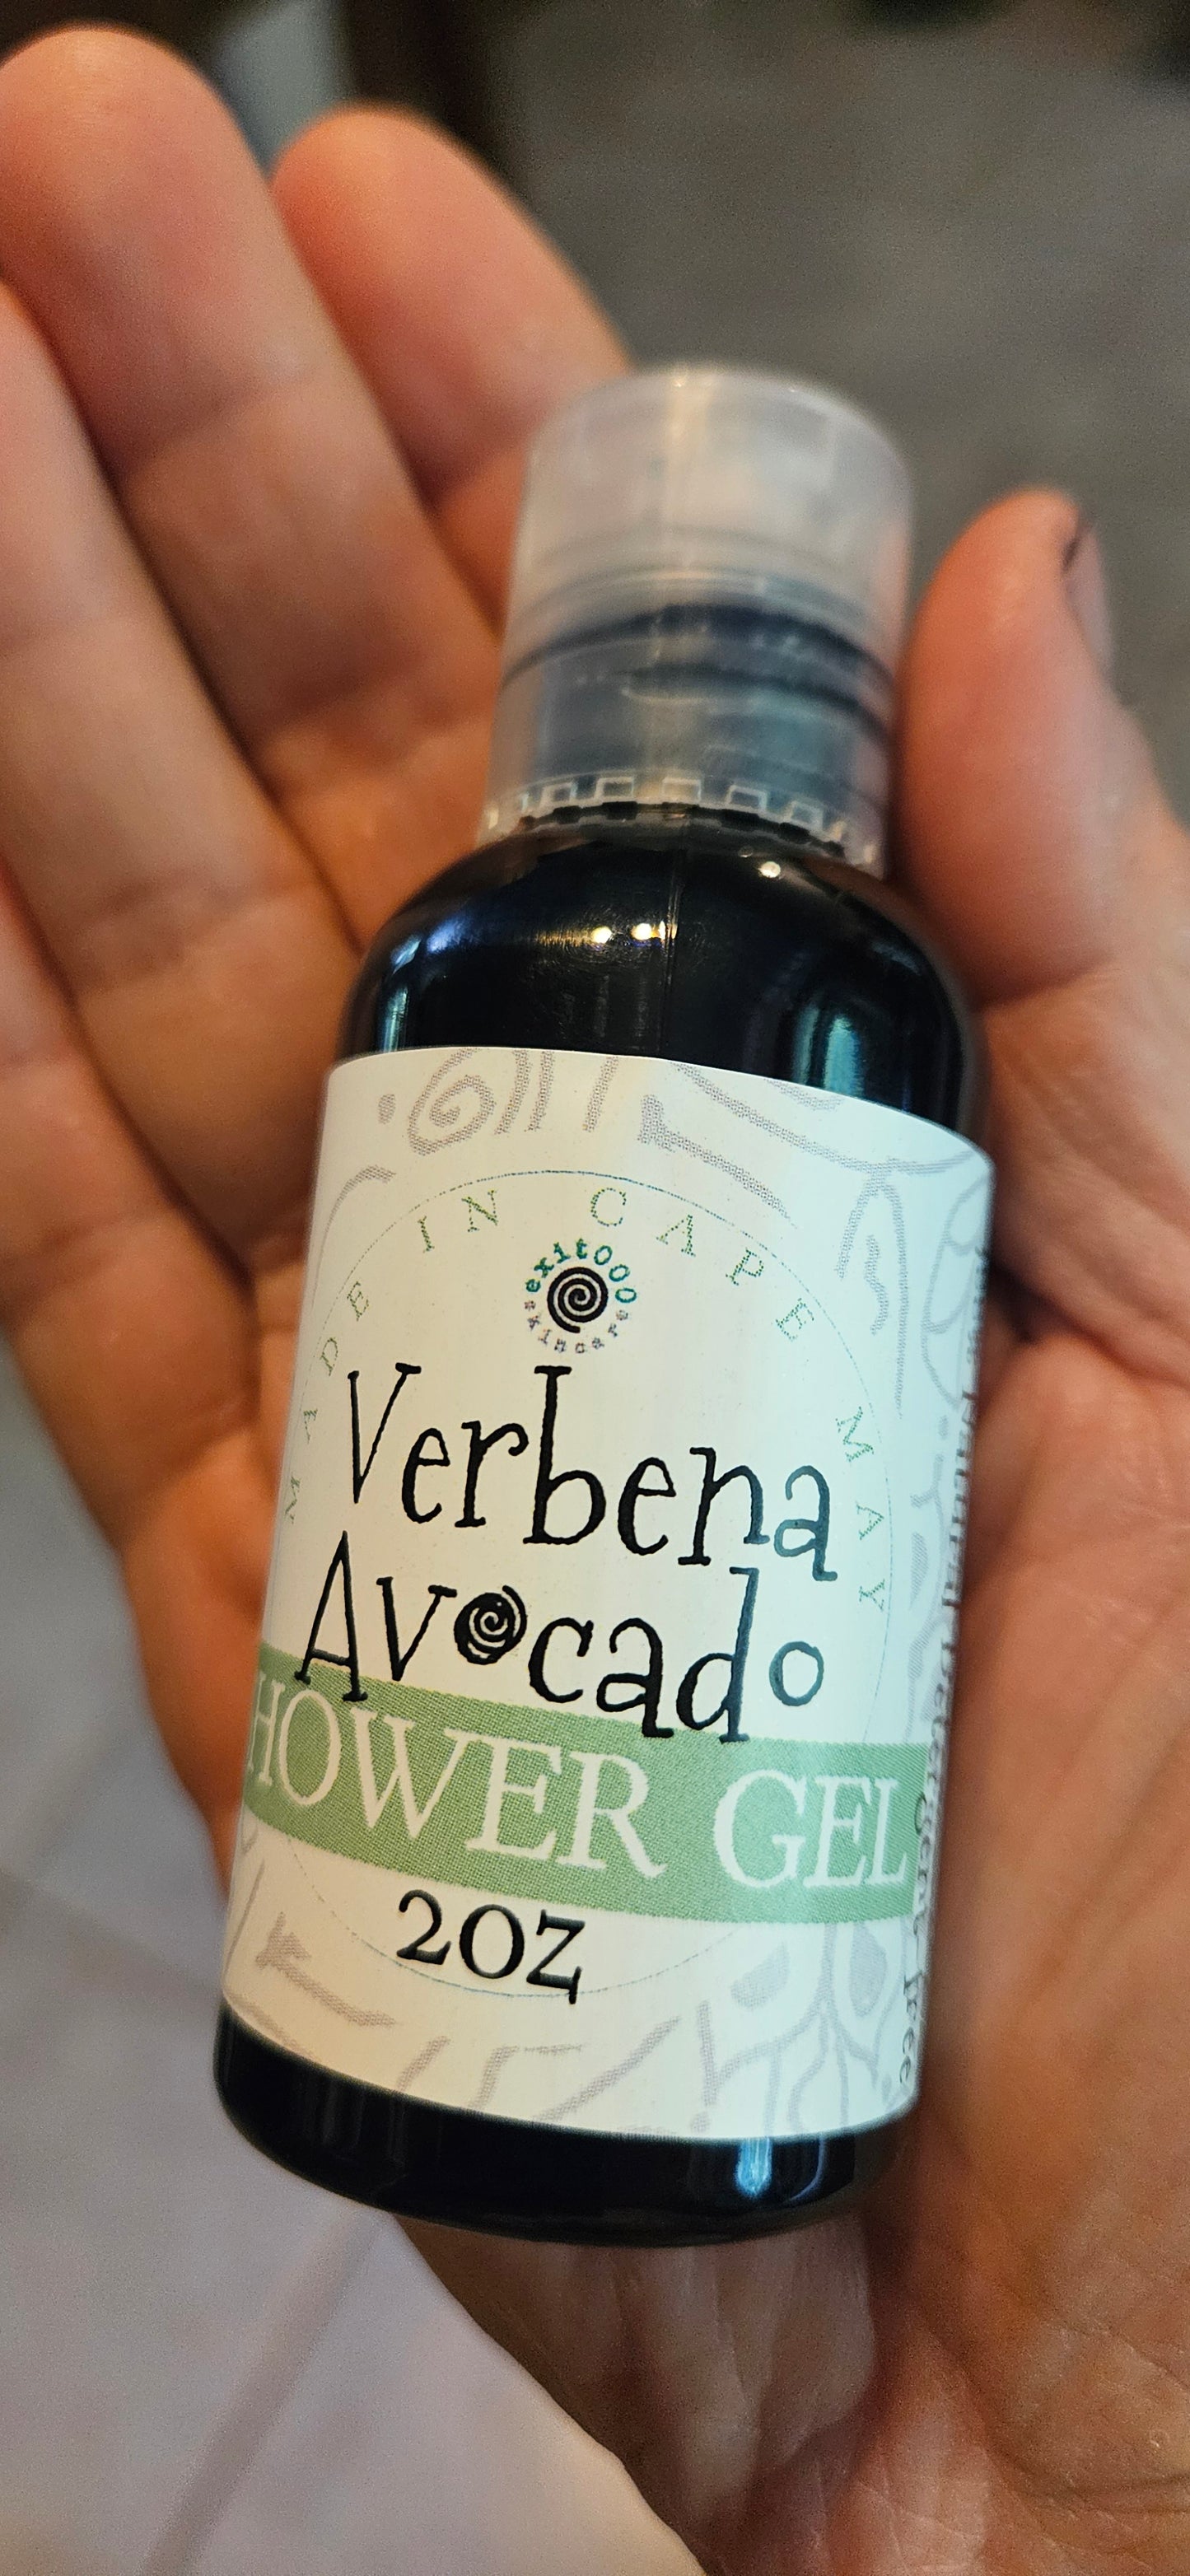 MADE IN CAPE MAY
exit000
skincare
Verbena
Avocado
HOWER GEL
2OZ